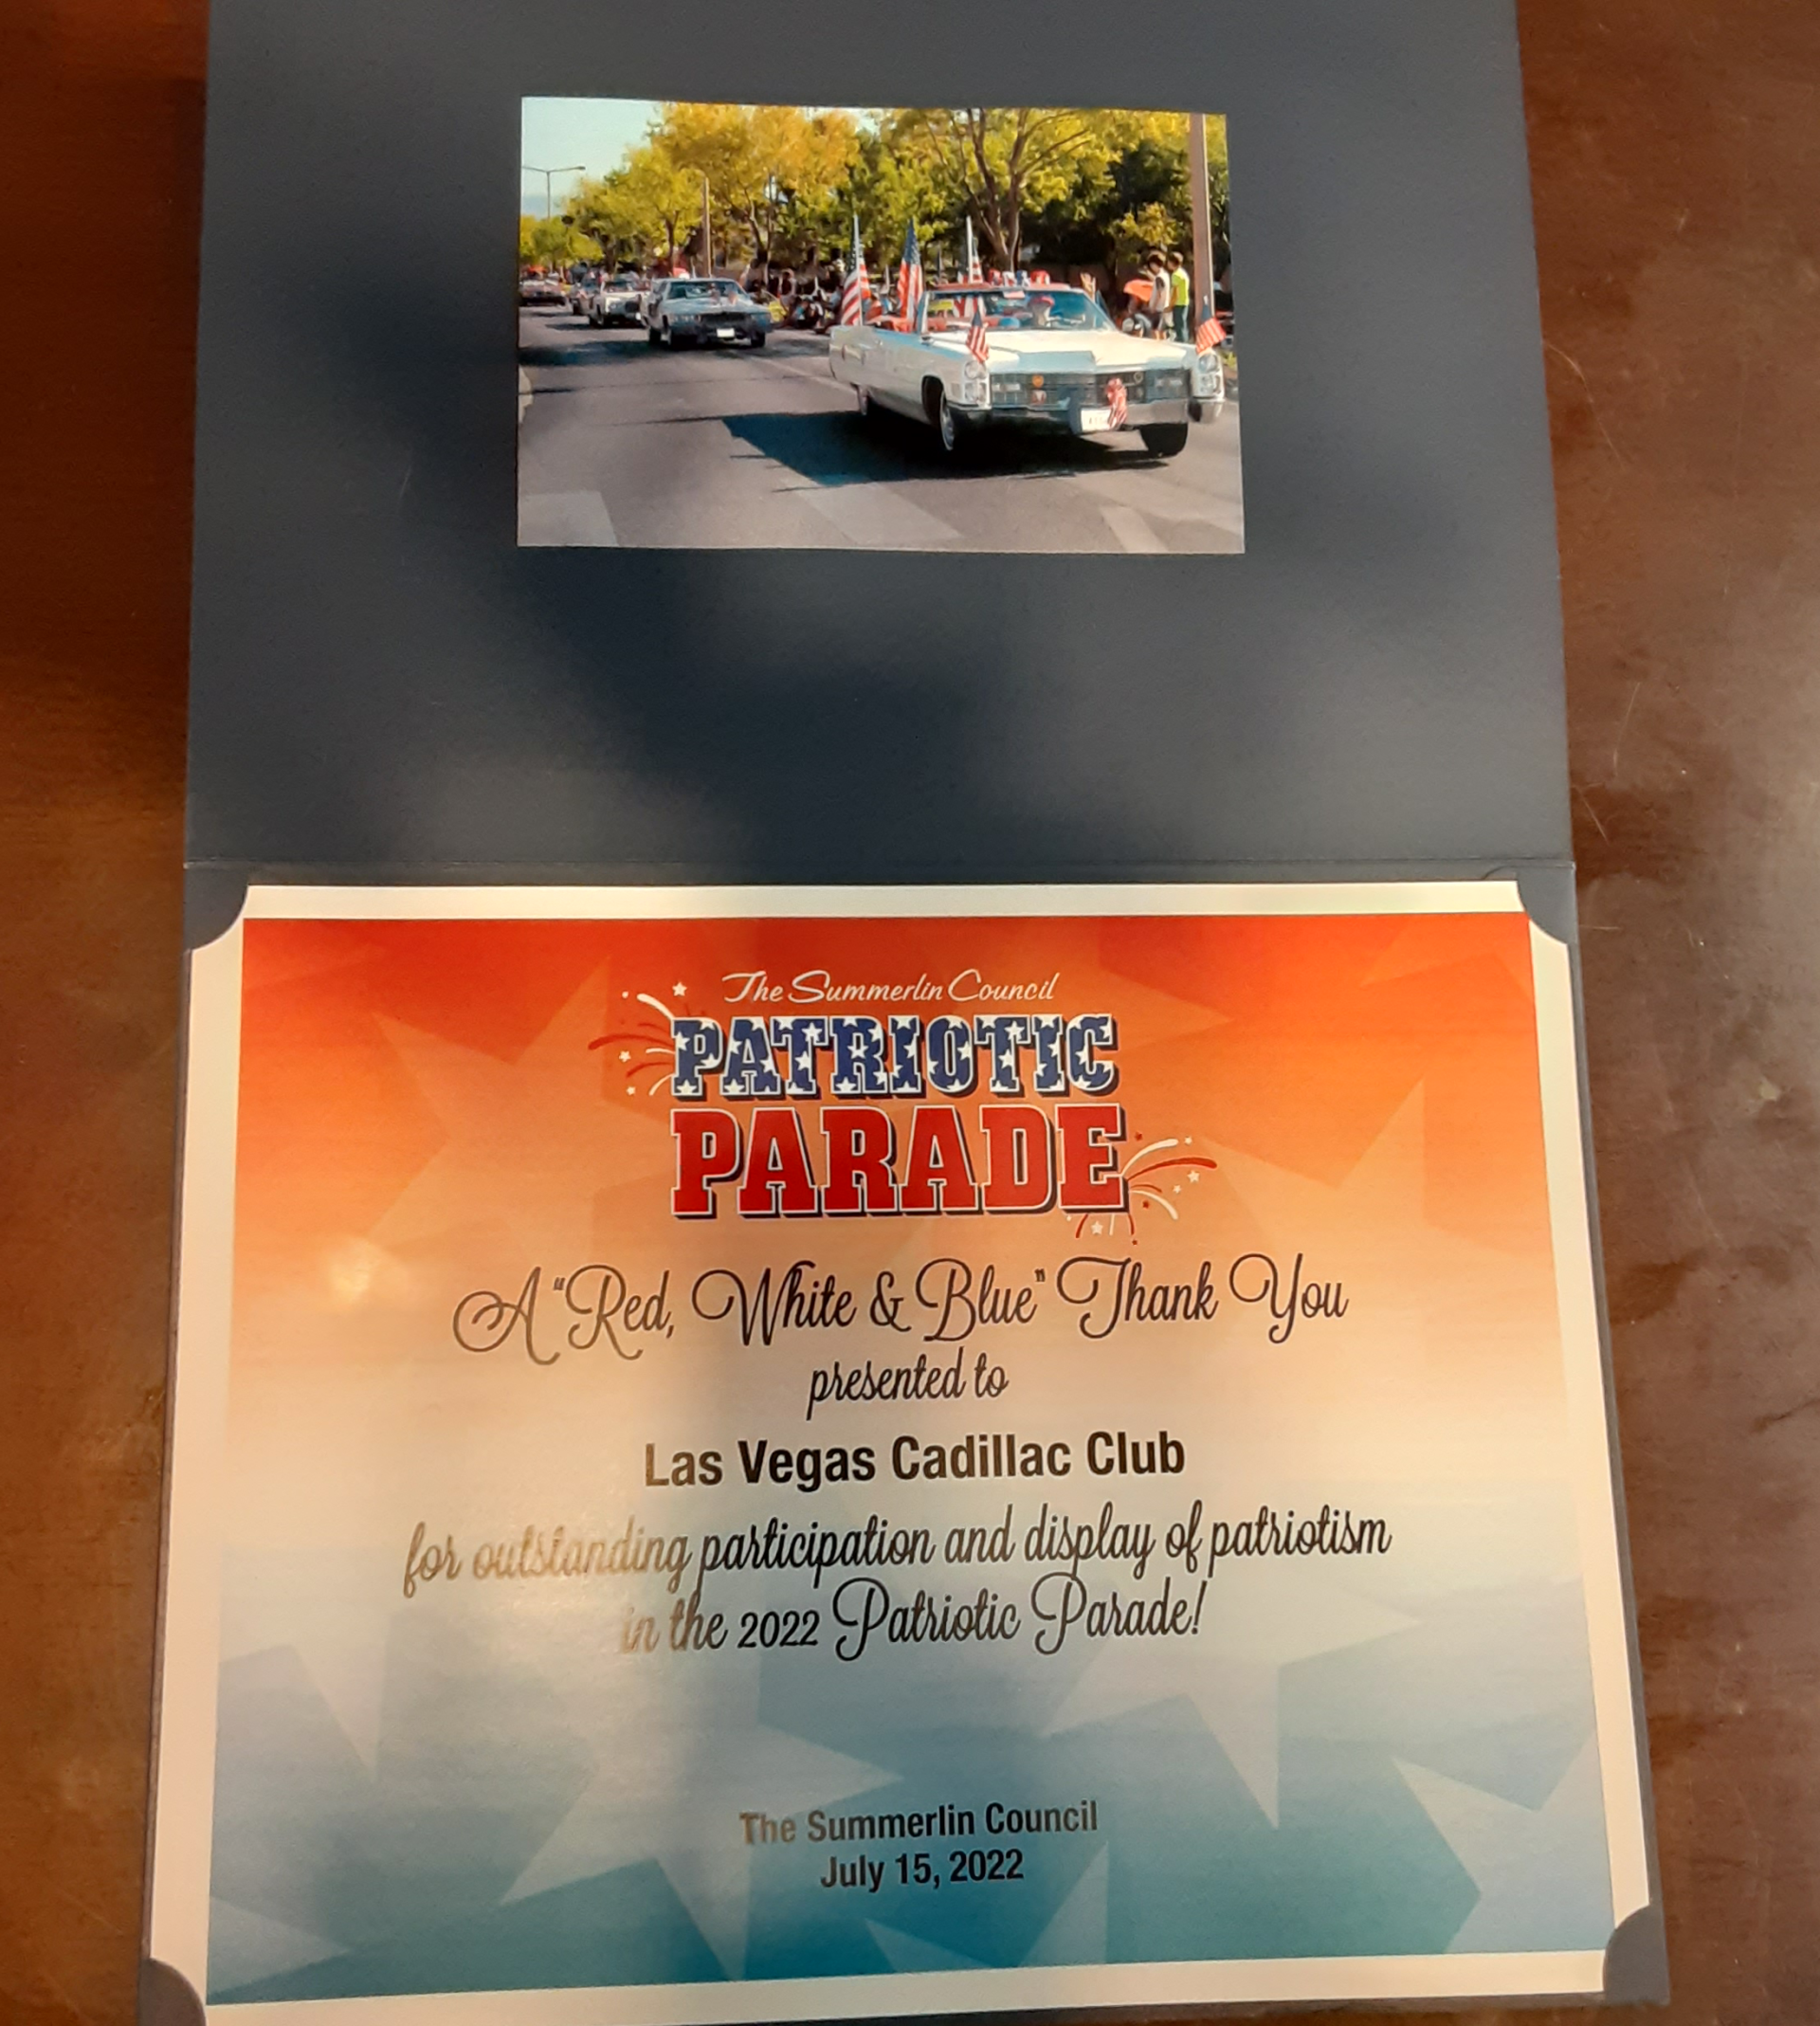 The Summerlin Council
PATRIOTIC
PARADE
A "Red, White & Blue" Thank You
presented to
Las Vegas Cadillac Club
for outstanding participation and display of patriotism
in the 2022 Patriotic Parade!
The Summerlin Council
July 15, 2022